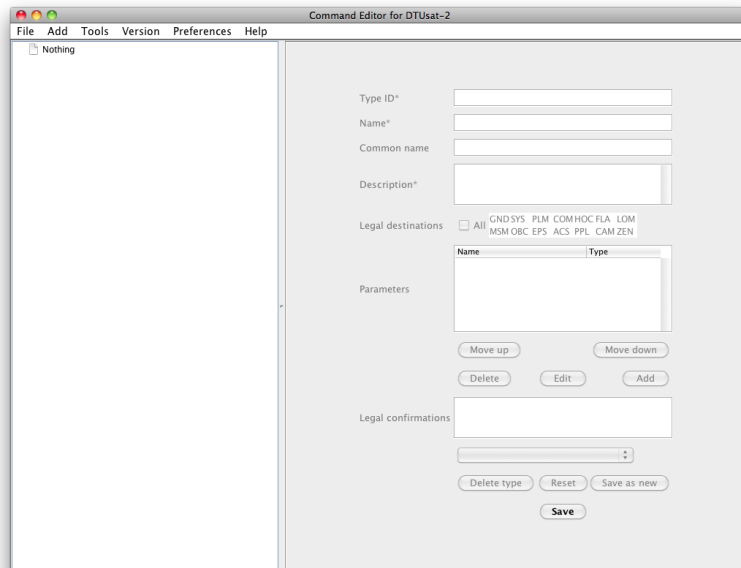 Command Editor for DTUsat-2
File Add Tools Version Preferences Help
Nothing
Type ID*
Name*
Common name
Description*
Legal destinations All GND SYS PLM COM HOC FLA LOM
MSM OBC EPS ACS PPL CAM ZEN
Name Type
Parameters
Move up Move down
Delete Edit Add
Legal confirmations
Delete type Reset Save as new
Save